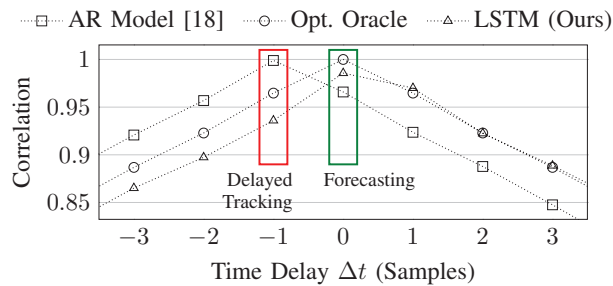 AR Model [18] Opt. Oracle LSTM (Ours)
1
0.95
0.9
0.85
Correlation
Delayed Tracking
Forecasting
−3 −2 −1 0 1 2 3
Time Delay Δt (Samples)